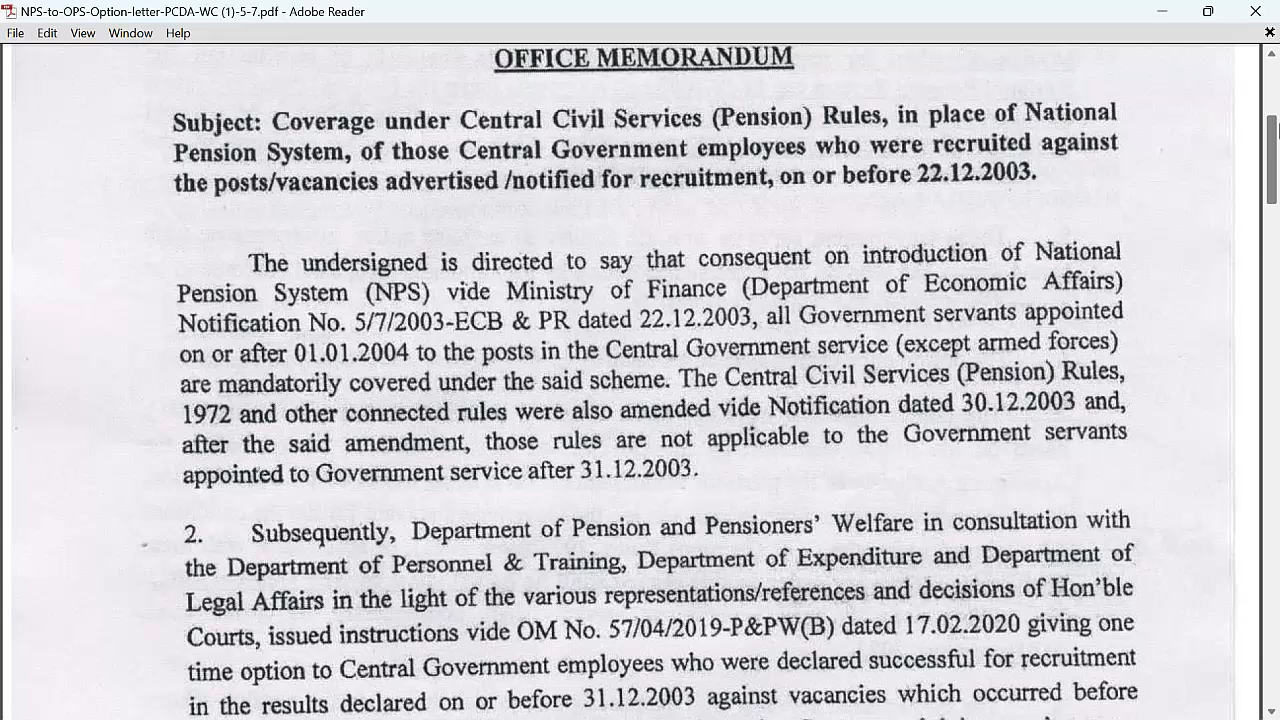 NPS-to-OPS-Option-letter-PCDA-WC (1)-5-7.pdf - Adobe Reader
File Edit View Window Help
OFFICE MEMORANDUM
Subject: Coverage under Central Civil Services (Pension) Rules, in place of National
Pension System, of those Central Government employees who were recruited against
the posts/vacancies advertised /notified for recruitment, on or before 22.12.2003.
The undersigned is directed to say that consequent on introduction of National
Pension System (NPS) vide Ministry of Finance (Department of Economic Affairs)
Notification No. 5/7/2003-ECB & PR dated 22.12.2003, all Government servants appointed
on or after 01.01.2004 to the posts in the Central Government service (except armed forces)
are mandatorily covered under the said scheme. The Central Civil Services (Pension) Rules,
1972 and other connected rules were also amended vide Notification dated 30.12.2003 and,
after the said amendment, those rules are not applicable to the Government servants
appointed to Government service after 31.12.2003.
2. Subsequently, Department of Pension and Pensioners' Welfare in consultation with
the Department of Personnel & Training, Department of Expenditure and Department of
Legal Affairs in the light of the various representations/references and decisions of Hon'ble
Courts, issued instructions vide OM No. 57/04/2019-P&PW(B) dated 17.02.2020 giving one
time option to Central Government employees who were declared successful for recruitment
in the results declared on or before 31.12.2003 against vacancies which occurred before